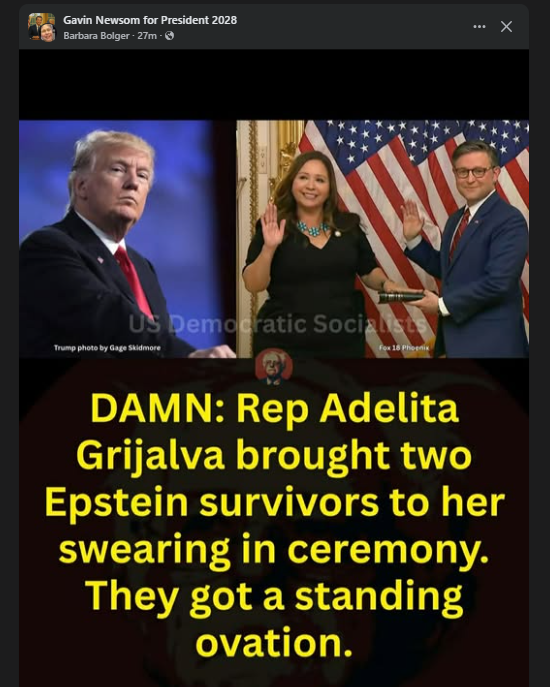 Gavin Newsom for President 2028
Barbara Bolger · 27m ·
US Democratic Socialists
Trump photo by Gage Skidmore
Fox 18 Phoenix
DAMN: Rep Adelita
Grijalva brought two
Epstein survivors to her
swearing in ceremony.
They got a standing
ovation.